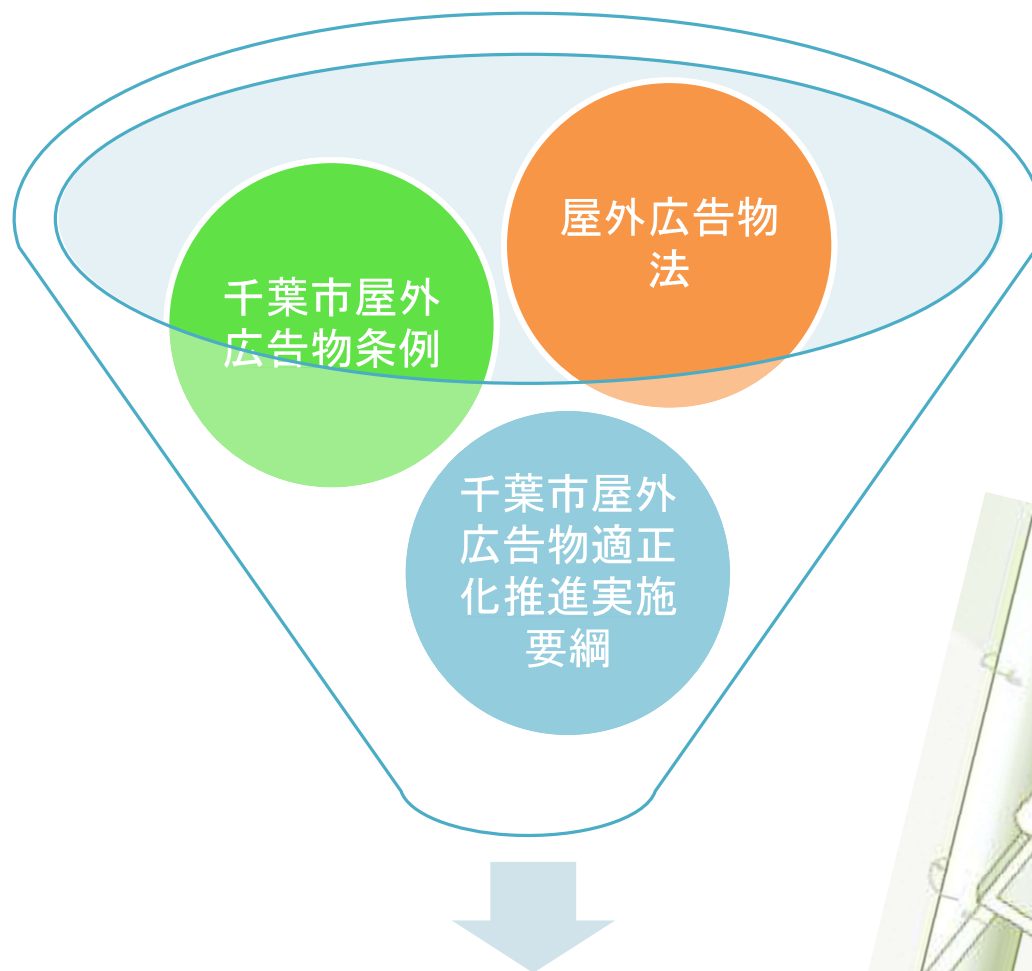 屋外広告物
法
千葉市屋外
広告物条例
千葉市屋外
広告物適正
化推進実施
要綱